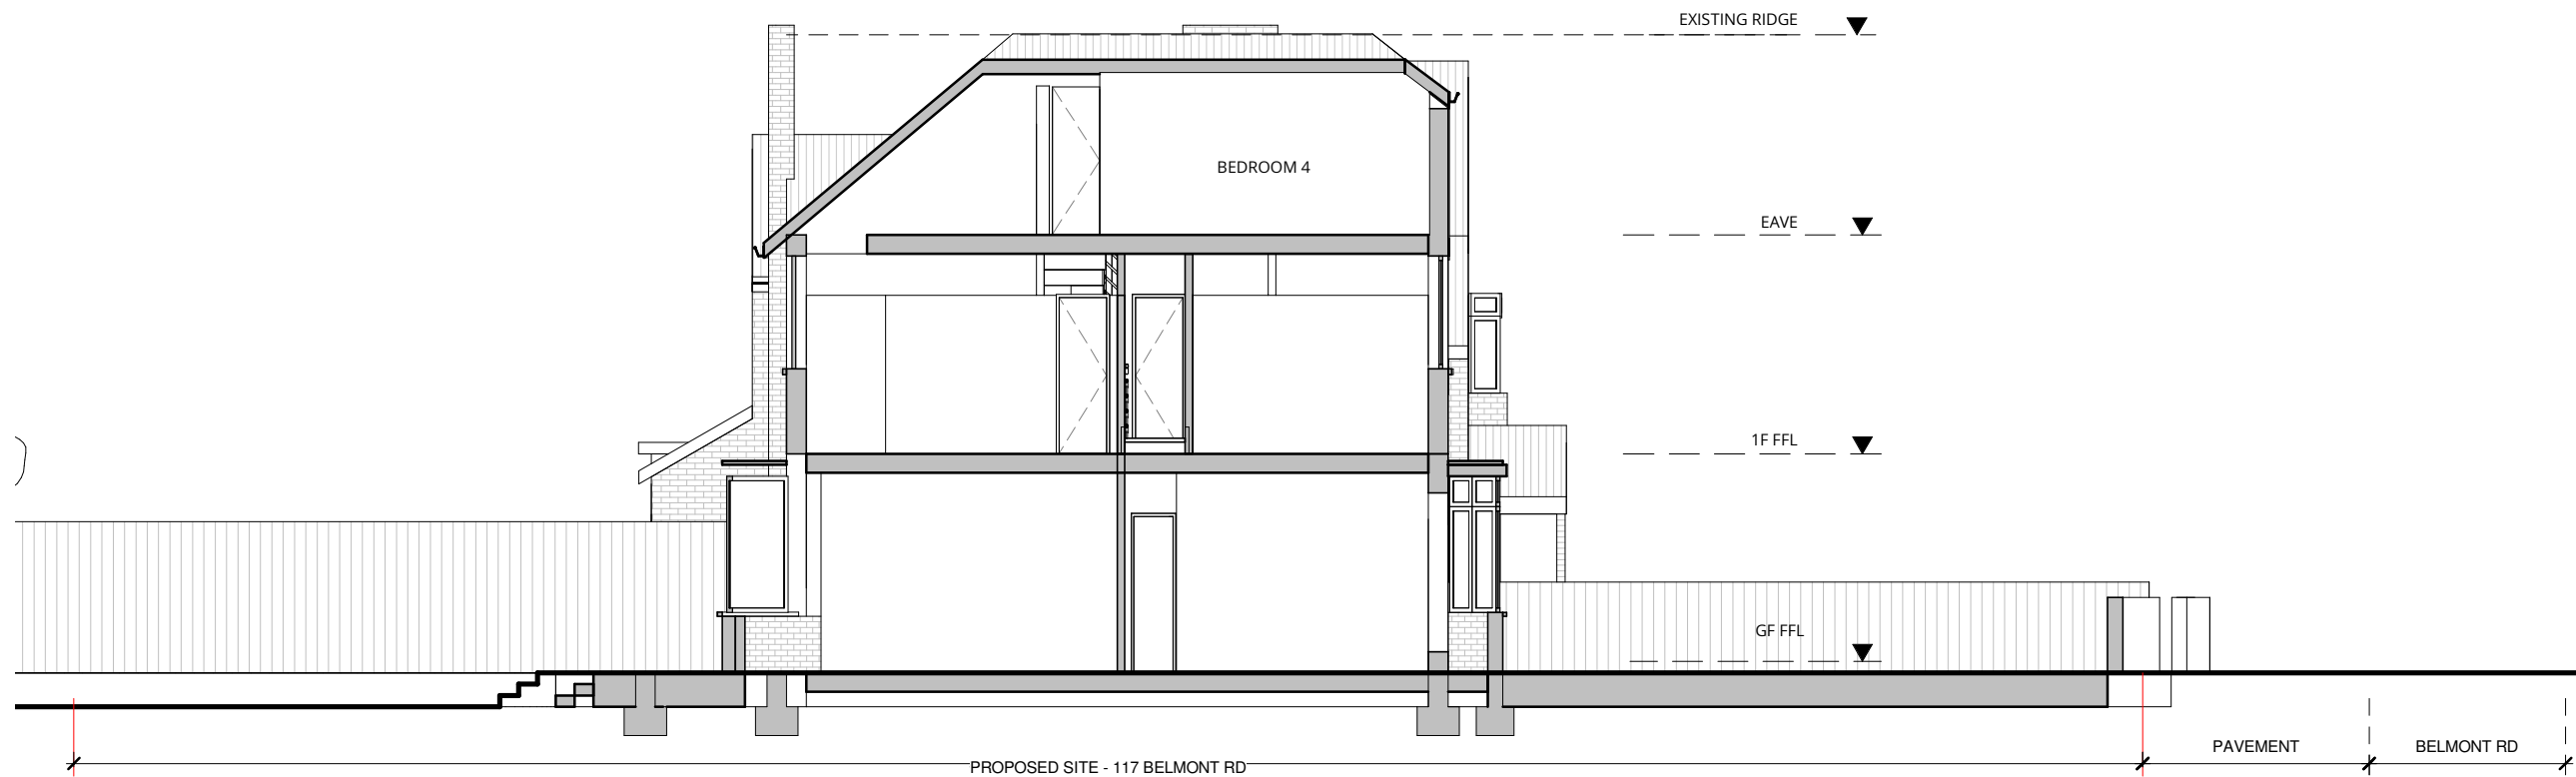 EXISTING RIDGE
BEDROOM 4
EAVE
1F FFL
GF FFL
PAVEMENT
BELMONT RD
PROPOSED SITE - 117 BELMONT RD